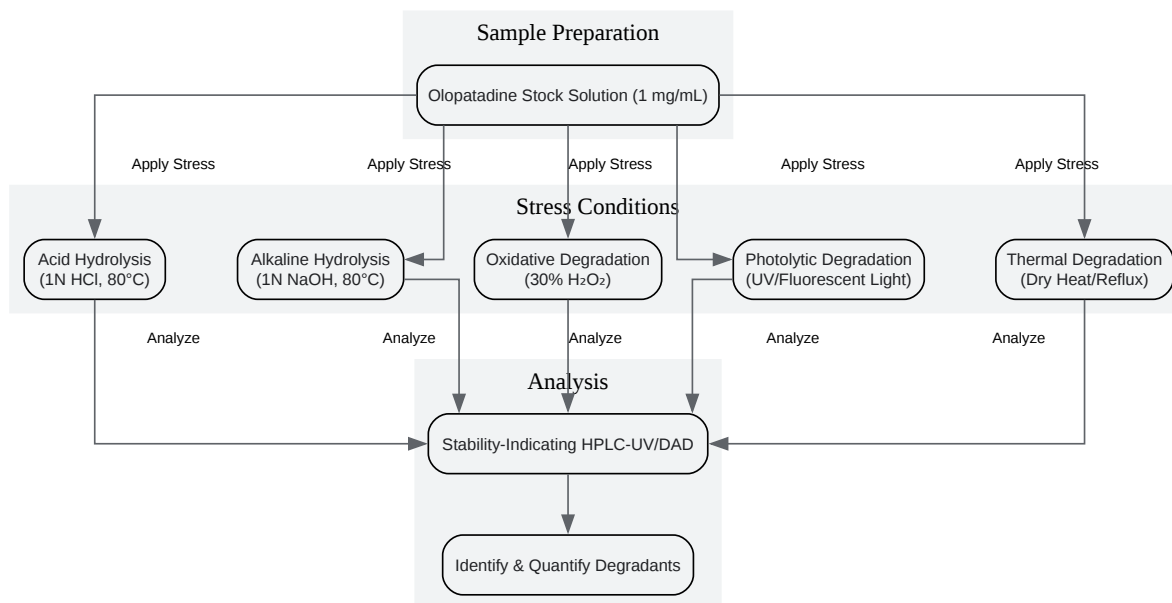 Sample Preparation
Olopatadine Stock Solution (1 mg/mL)
Apply Stress
Apply Stress
Apply Stress
Apply Stress
Apply Stress
Stress Conditions
Acid Hydrolysis
(1N HCl, 80°C)
Alkaline Hydrolysis
(1N NaOH, 80°C)
Oxidative Degradation
(30% H₂O₂)
Photolytic Degradation
(UV/Fluorescent Light)
Thermal Degradation
(Dry Heat/Reflux)
Analyze
Analyze
Analyze
Analyze
Analyze
Analysis
Stability-Indicating HPLC-UV/DAD
Identify & Quantify Degradants